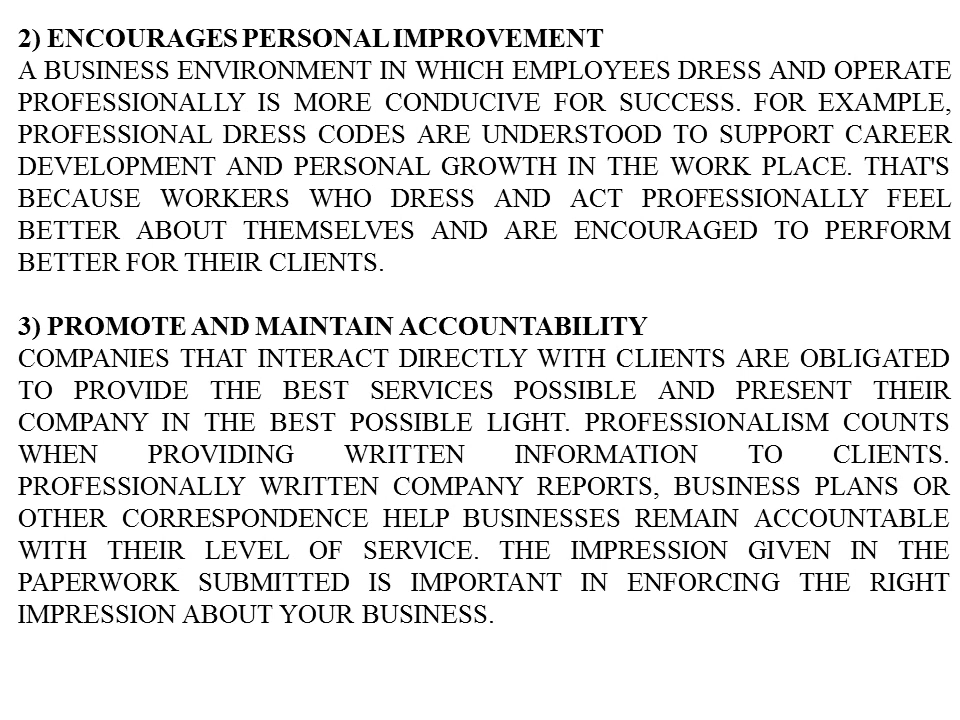 2) ENCOURAGES PERSONAL IMPROVEMENT
A BUSINESS ENVIRONMENT IN WHICH EMPLOYEES DRESS AND OPERATE
PROFESSIONALLY IS MORE CONDUCIVE FOR SUCCESS. FOR EXAMPLE,
PROFESSIONAL DRESS CODES ARE UNDERSTOOD TO SUPPORT CAREER
DEVELOPMENT AND PERSONAL GROWTH IN THE WORK PLACE. THAT'S
BECAUSE WORKERS WHO DRESS AND ACT PROFESSIONALLY FEEL
BETTER ABOUT THEMSELVES AND ARE ENCOURAGED TO PERFORM
BETTER FOR THEIR CLIENTS.
3) PROMOTE AND MAINTAIN ACCOUNTABILITY
COMPANIES THAT INTERACT DIRECTLY WITH CLIENTS ARE OBLIGATED
TO PROVIDE THE BEST SERVICES POSSIBLE AND PRESENT THEIR
COMPANY IN THE BEST POSSIBLE LIGHT. PROFESSIONALISM COUNTS
WHEN PROVIDING WRITTEN INFORMATION TO CLIENTS.
PROFESSIONALLY WRITTEN COMPANY REPORTS, BUSINESS PLANS OR
OTHER CORRESPONDENCE HELP BUSINESSES REMAIN ACCOUNTABLE
WITH THEIR LEVEL OF SERVICE. THE IMPRESSION GIVEN IN THE
PAPERWORK SUBMITTED IS IMPORTANT IN ENFORCING THE RIGHT
IMPRESSION ABOUT YOUR BUSINESS.